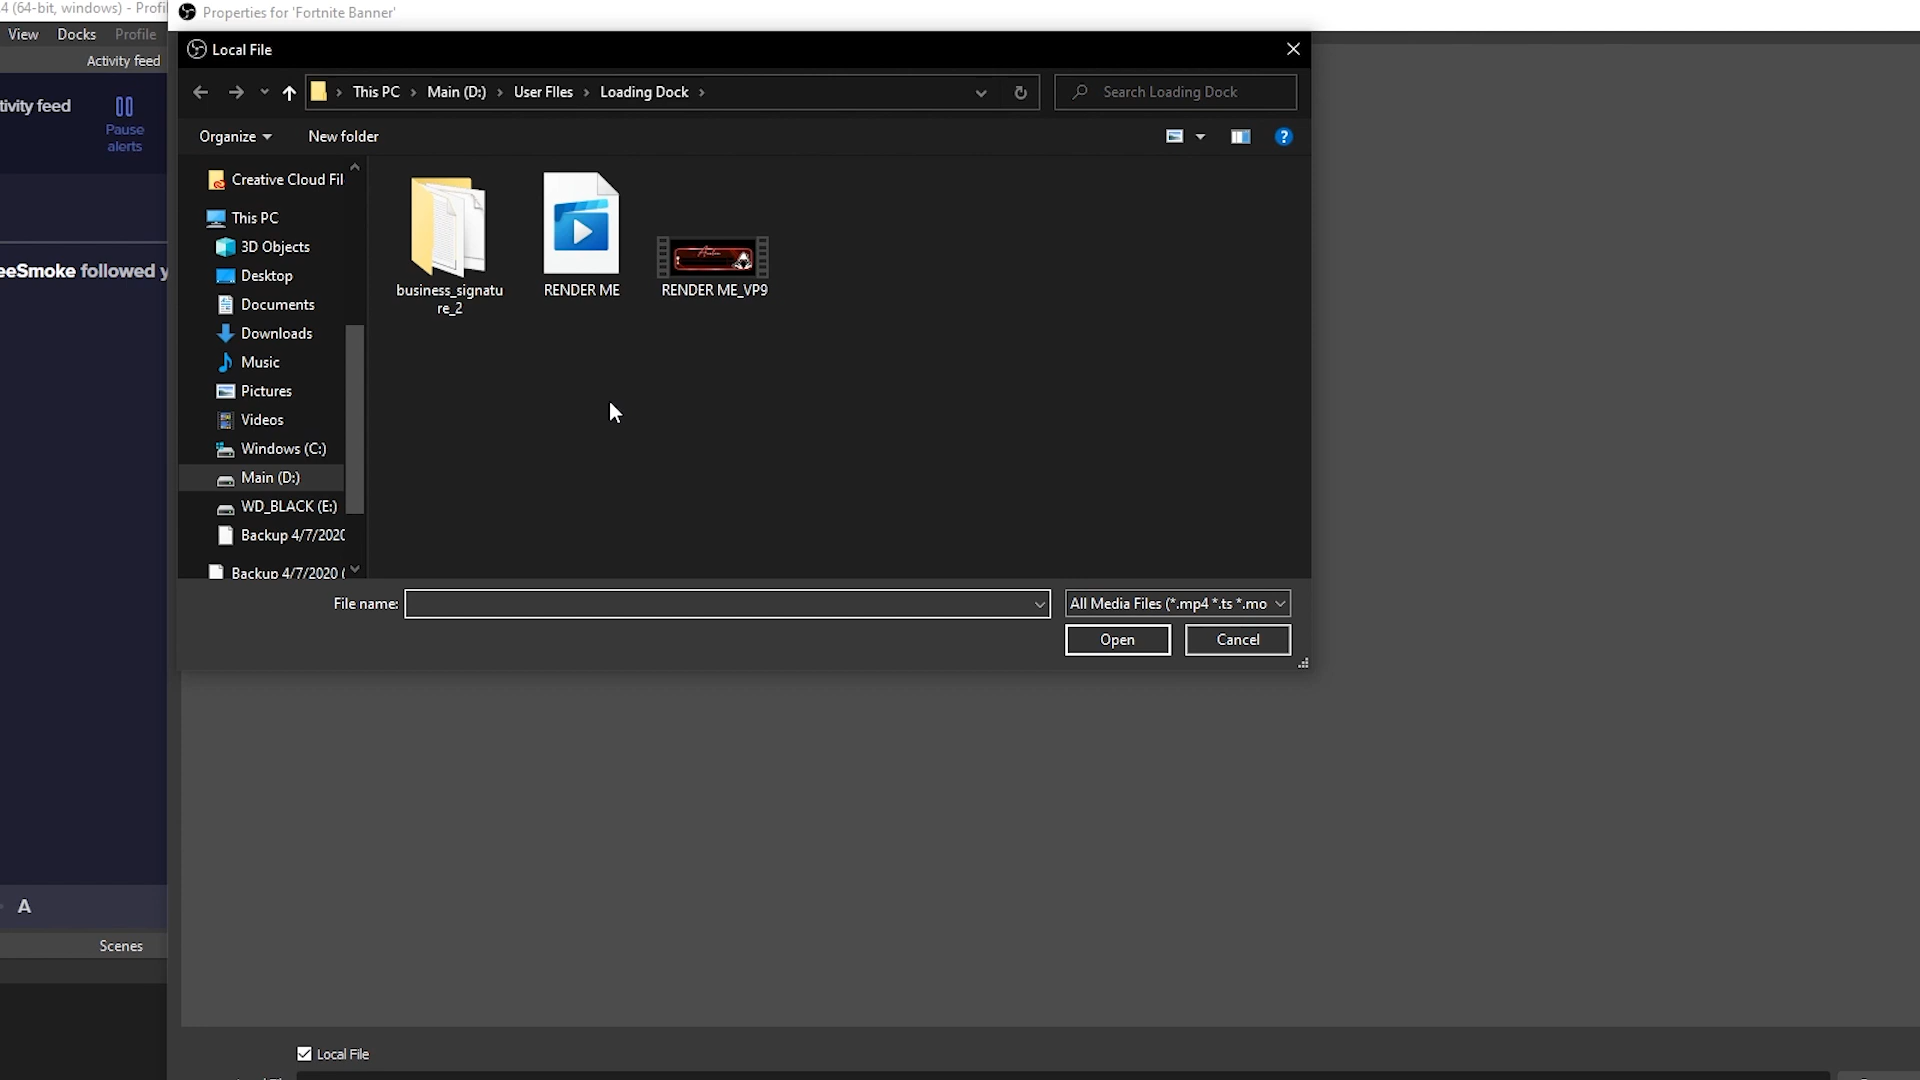 4 (64-bit, windows) - Profi
Properties for 'Fortnite Banner'
View Docks Profile
Activity feed
tivity feed
Pause
alerts
eeSmoke followed y
A
Scenes
Local File
This PC › Main (D:) › User FIles › Loading Dock ›
Search Loading Dock
Organize
New folder
?
Creative Cloud Fil
This PC
3D Objects
Desktop
Documents
Downloads
Music
Pictures
Videos
Windows (C:)
Main (D:)
WD_BLACK (E:)
Backup 4/7/2020
Backup 4/7/2020 (
business_signatu
re_2
RENDER ME
RENDER ME_VP9
File name:
All Media Files (*.mp4 *.ts *.mo
Open
Cancel
Local File